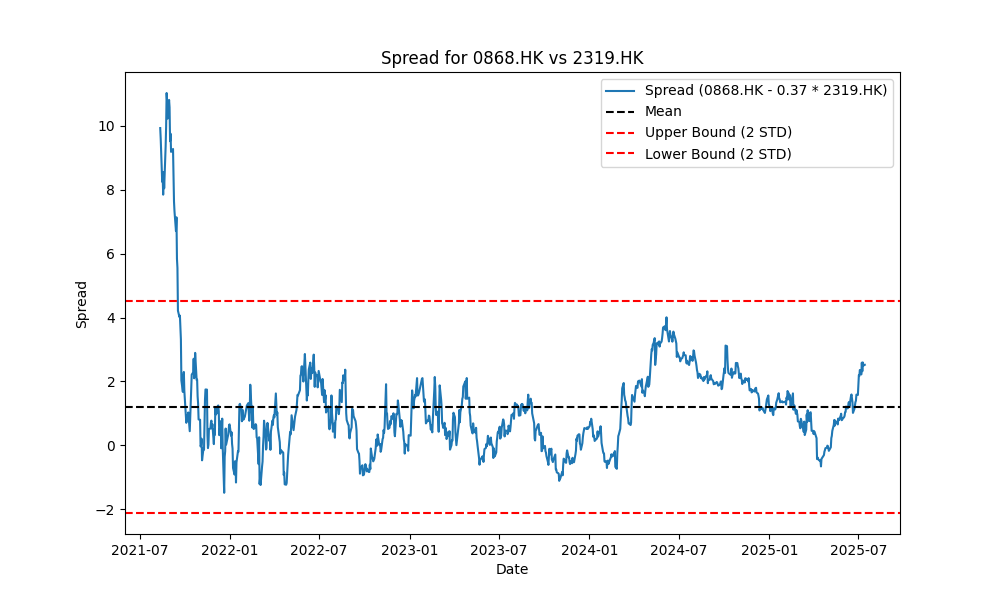 Spread for 0868.HK vs 2319.HK
Spread (0868.HK - 0.37 * 2319.HK)
Mean
Upper Bound (2 STD)
Lower Bound (2 STD)
10
8
6
4
2
0
−2
Spread
2021-07 2022-01 2022-07 2023-01 2023-07 2024-01 2024-07 2025-01 2025-07
Date